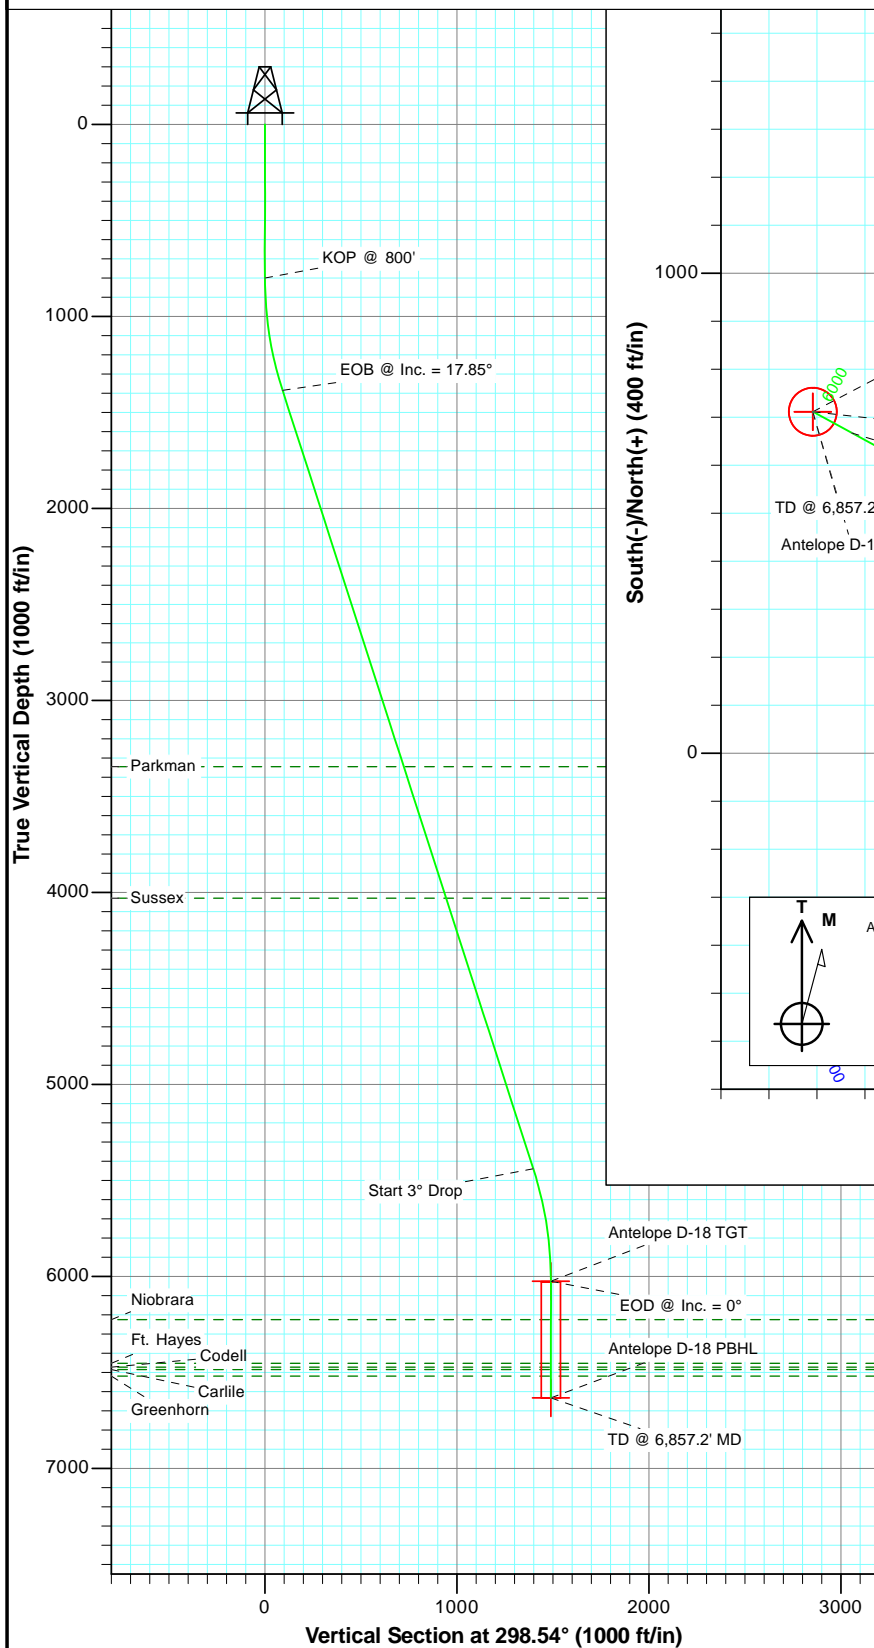 0
1000
2000
3000
4000
5000
6000
7000
True Vertical Depth (1000 ft/in)
KOP @ 800'
EOB @ Inc. = 17.85°
Parkman
Sussex
Start 3° Drop
Antelope D-18 TGT
EOD @ Inc. = 0°
Niobrara
Ft. Hayes
Codell
Carlile
Greenhorn
Antelope D-18 PBHL
TD @ 6,857.2' MD
0
1000
2000
3000
Vertical Section at 298.54° (1000 ft/in)
South(-)/North(+) (400 ft/in)
1000
0
6000
TD @ 6,857.2
Antelope D-1
T
M
A
00